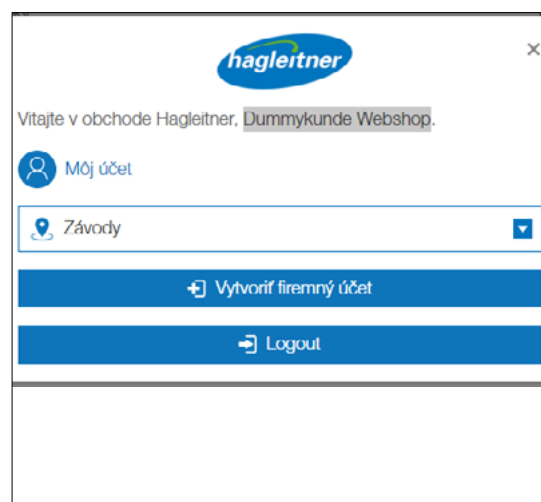 hagleitner
Vitajte v obchode Hagleitner, Dummykunde Webshop.
Môj účet
Závody
Vytvoriť firemný účet
Logout